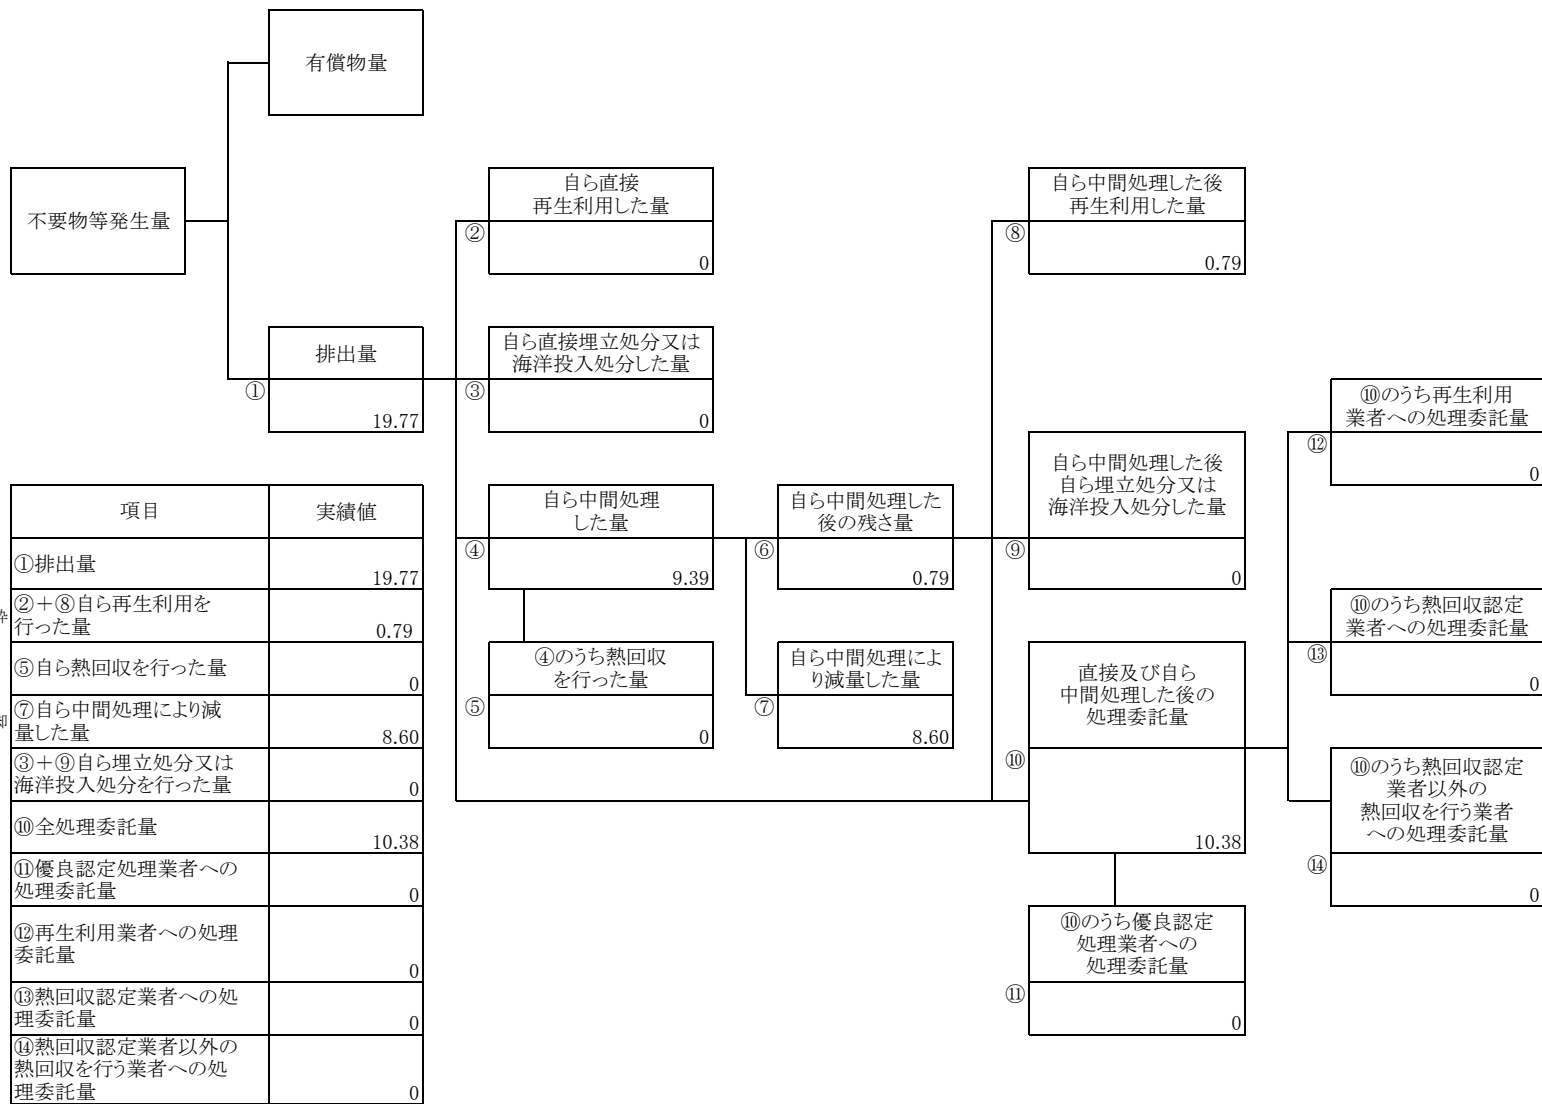 有償物量
不要物等発生量
自ら直接
再生利用した量
②
0
自ら中間処理した後
再生利用した量
⑧
0.79
排出量
①
19.77
自ら直接埋立処分又は
海洋投入処分した量
③
0
⑩のうち再生利用
業者への処理委託量
⑫
0
自ら中間処理
した量
④
9.39
自ら中間処理した
後の残さ量
⑥
0.79
自ら中間処理した後
自ら埋立処分又は
海洋投入処分した量
⑨
0
⑩のうち熱回収認定
業者への処理委託量
⑬
0
④のうち熱回収
を行った量
⑤
0
自ら中間処理によ
り減量した量
⑦
8.60
直接及び自ら
中間処理した後の
処理委託量
⑩
10.38
⑩のうち熱回収認定
業者以外の
熱回収を行う業者
への処理委託量
⑭
0
⑩のうち優良認定
処理業者への
処理委託量
⑪
0
項目 実績値
①排出量 19.77
②+⑧自ら再生利用を
行った量 0.79
⑤自ら熱回収を行った量 0
⑦自ら中間処理により減
量した量 8.60
③+⑨自ら埋立処分又は
海洋投入処分を行った量 0
⑩全処理委託量 10.38
⑪優良認定処理業者への
処理委託量 0
⑫再生利用業者への処理
委託量 0
⑬熱回収認定業者への処
理委託量 0
⑭熱回収認定業者以外の
熱回収を行う業者への処
理委託量 0